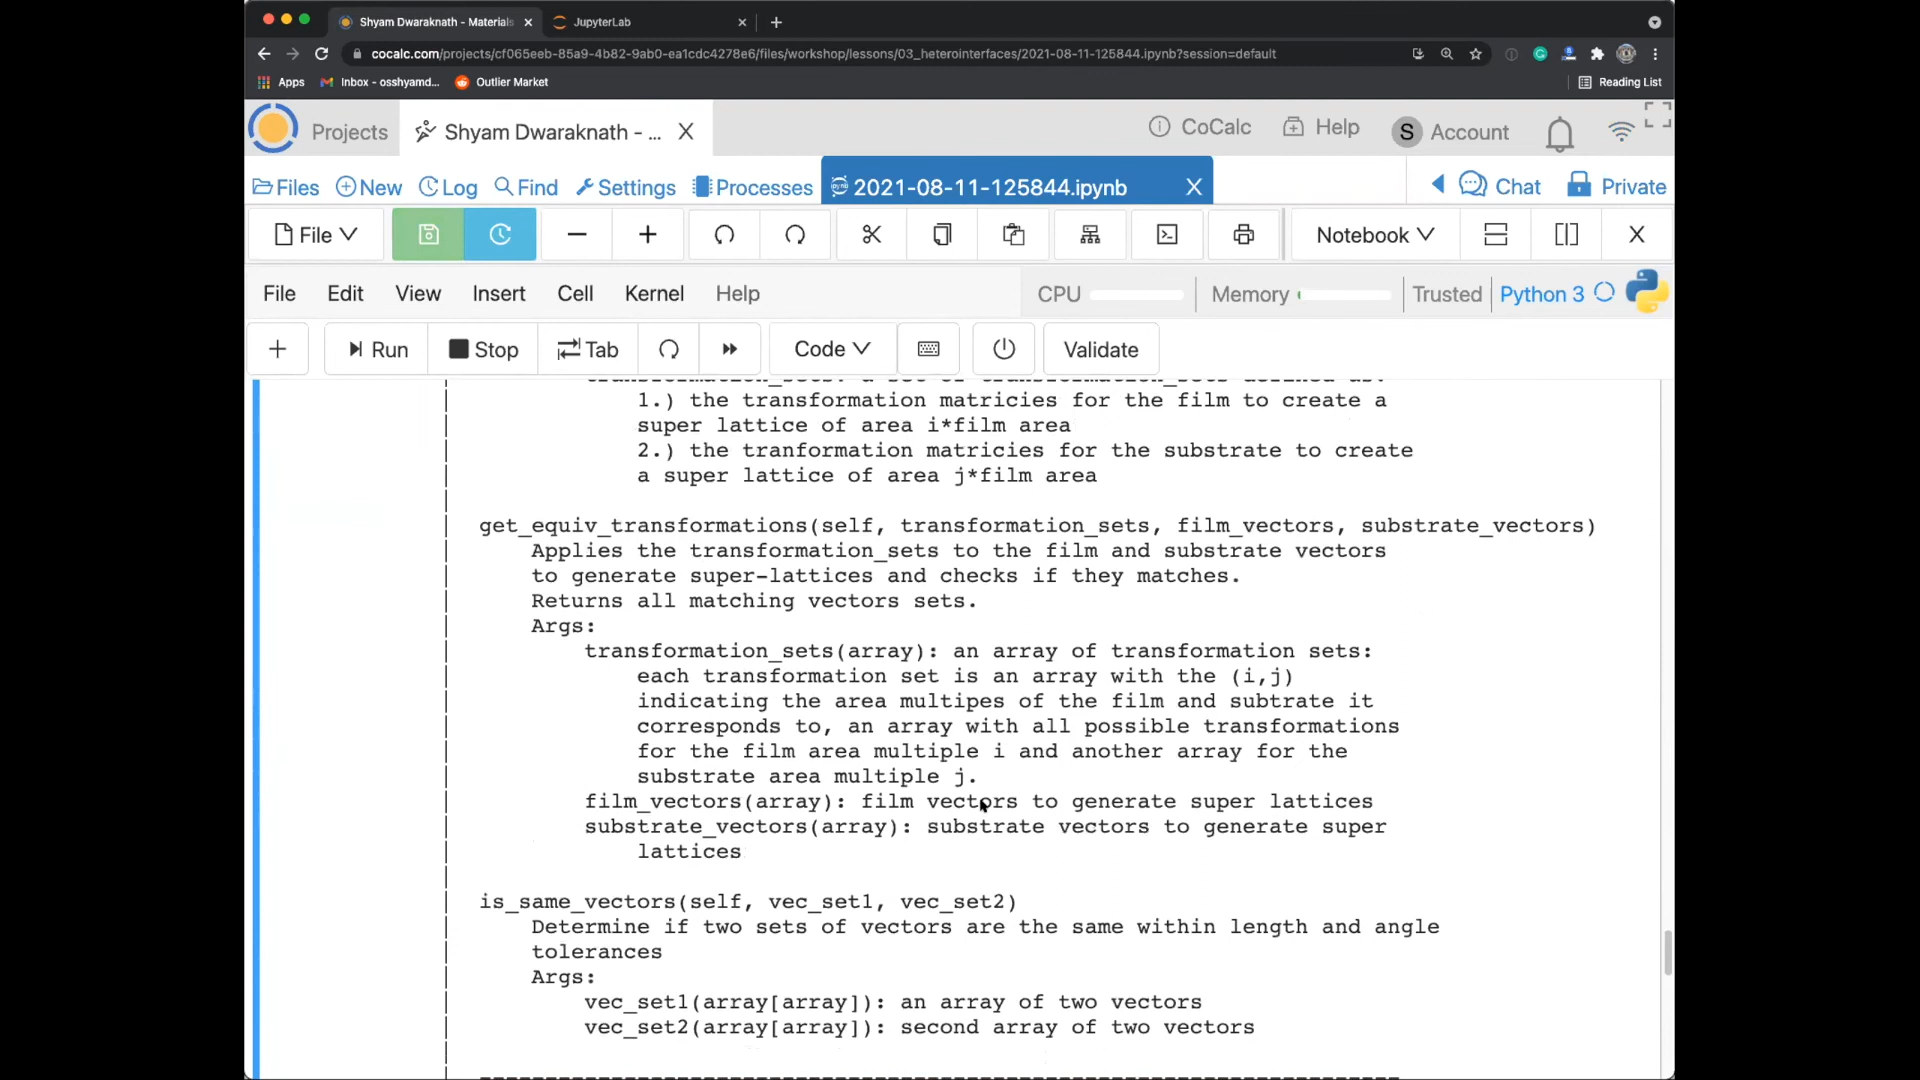 Shyam Dwaraknath - Materials
JupyterLab
cocalc.com/projects/cf065eeb-85a9-4b82-9ab0-ea1cdc4278e6/files/workshop/lessons/03_heterointerfaces/2021-08-11-125844.ipynb?session=default
Apps
Inbox - osshyamd...
Outlier Market
Reading List
Projects
Shyam Dwaraknath - ...
CoCalc
Help
S Account
Files
New
Log
Find
Settings
Processes
2021-08-11-125844.ipynb
Chat
Private
File
Notebook
File Edit View Insert Cell Kernel Help
CPU
Memory
Trusted
Python 3
Run
Stop
Tab
Code
Validate
transformation_sets: a set of transformation_sets defined as:
1.) the transformation matricies for the film to create a
super lattice of area i*film area
2.) the tranformation matricies for the substrate to create
a super lattice of area j*film area
get_equiv_transformations(self, transformation_sets, film_vectors, substrate_vectors)
Applies the transformation_sets to the film and substrate vectors
to generate super-lattices and checks if they matches.
Returns all matching vectors sets.
Args:
transformation_sets(array): an array of transformation sets:
each transformation set is an array with the (i,j)
indicating the area multipes of the film and subtrate it
corresponds to, an array with all possible transformations
for the film area multiple i and another array for the
substrate area multiple j.
film_vectors(array): film vectors to generate super lattices
substrate_vectors(array): substrate vectors to generate super
lattices
is_same_vectors(self, vec_set1, vec_set2)
Determine if two sets of vectors are the same within length and angle
tolerances
Args:
vec_set1(array[array]): an array of two vectors
vec_set2(array[array]): second array of two vectors